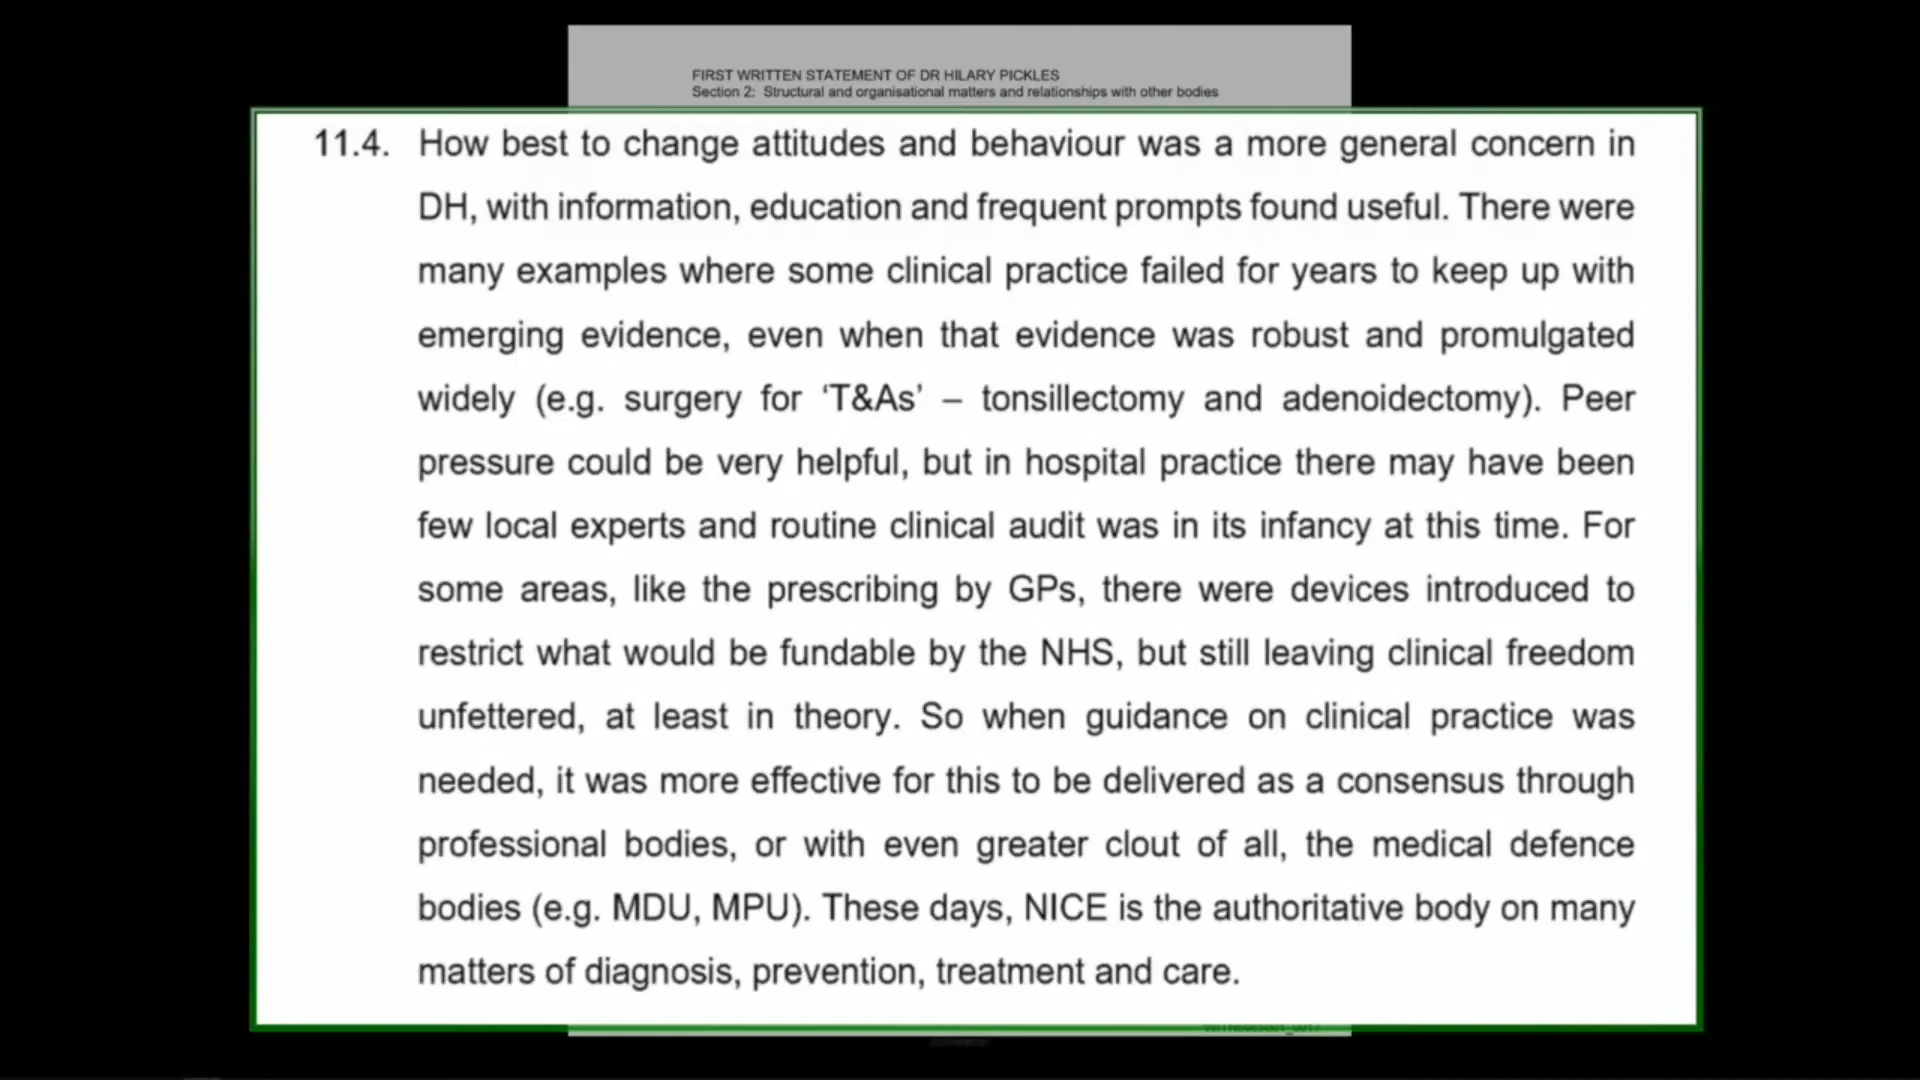 FIRST WRITTEN STATEMENT OF DR HILARY PICKLES
Section 2: Structural and organisational matters and relationships with other bodies
11.4. How best to change attitudes and behaviour was a more general concern in
DH, with information, education and frequent prompts found useful. There were
many examples where some clinical practice failed for years to keep up with
emerging evidence, even when that evidence was robust and promulgated
widely (e.g. surgery for ‘T&As’ – tonsillectomy and adenoidectomy). Peer
pressure could be very helpful, but in hospital practice there may have been
few local experts and routine clinical audit was in its infancy at this time. For
some areas, like the prescribing by GPs, there were devices introduced to
restrict what would be fundable by the NHS, but still leaving clinical freedom
unfettered, at least in theory. So when guidance on clinical practice was
needed, it was more effective for this to be delivered as a consensus through
professional bodies, or with even greater clout of all, the medical defence
bodies (e.g. MDU, MPU). These days, NICE is the authoritative body on many
matters of diagnosis, prevention, treatment and care.